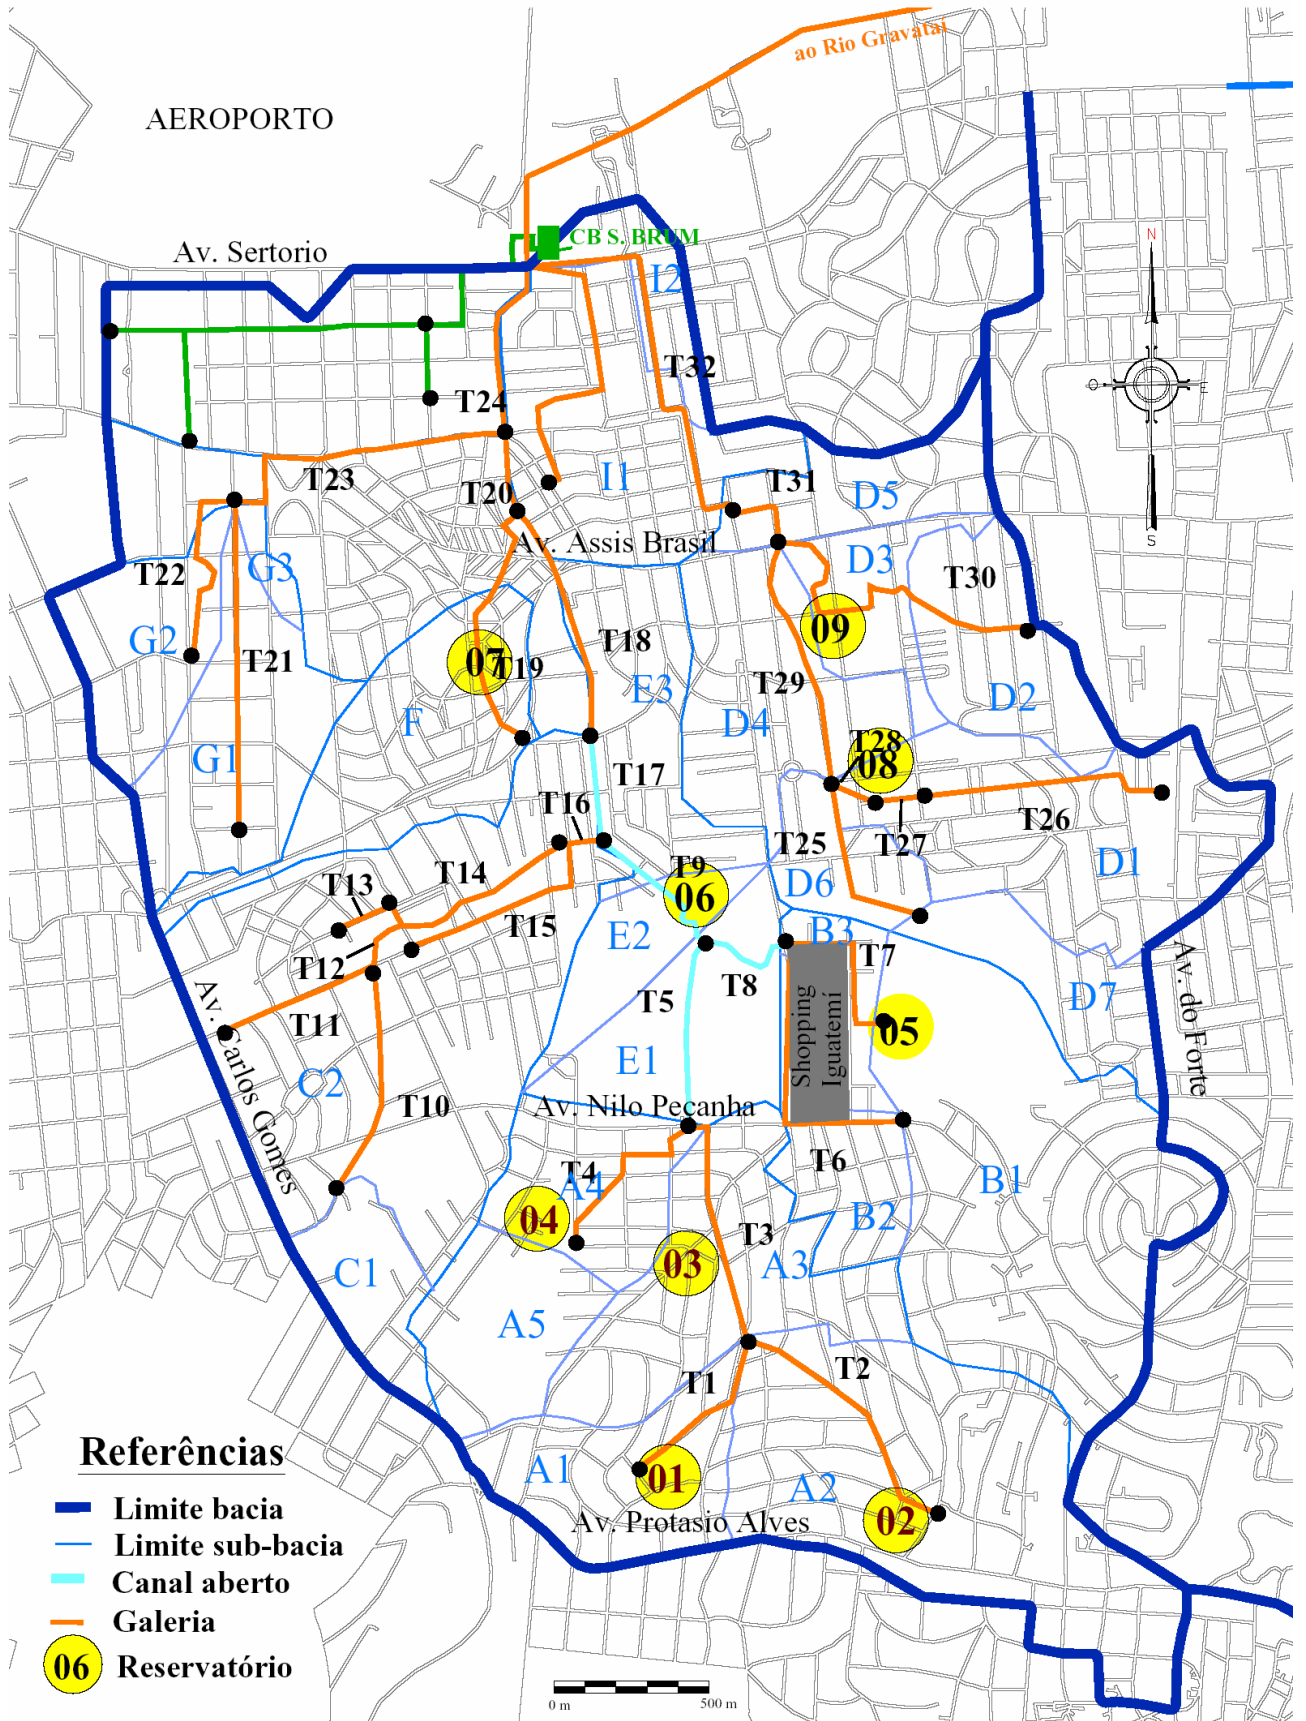 ao Rio Gravataí
AEROPORTO
N
CB S. BRUM
Av. Sertorio
I2
T32
O
E
T24
T23
T20
I1
T31
D5
S
Av. Assis Brasil
T22
G3
D3
T30
G2
T21
07
T19
T18
E3
09
T29
D2
F
D4
G1
T28
08
T17
T16
T26
T25
T27
T14
T13
T9
06
D6
D1
T15
E2
B3
T12
T7
T5
T8
D7
Av. do Forte
T11
Av. Carlos Gomes
Shopping
Iguatemí
05
E1
C2
T10
Av. Nilo Peçanha
T4
A4
T6
B1
04
B2
T3
03
A3
C1
A5
T1
T2
Referências
A1
01
A2
02
Av. Protasio Alves
Limite bacia
Limite sub-bacia
Canal aberto
Galeria
06 Reservatório
0 m
500 m